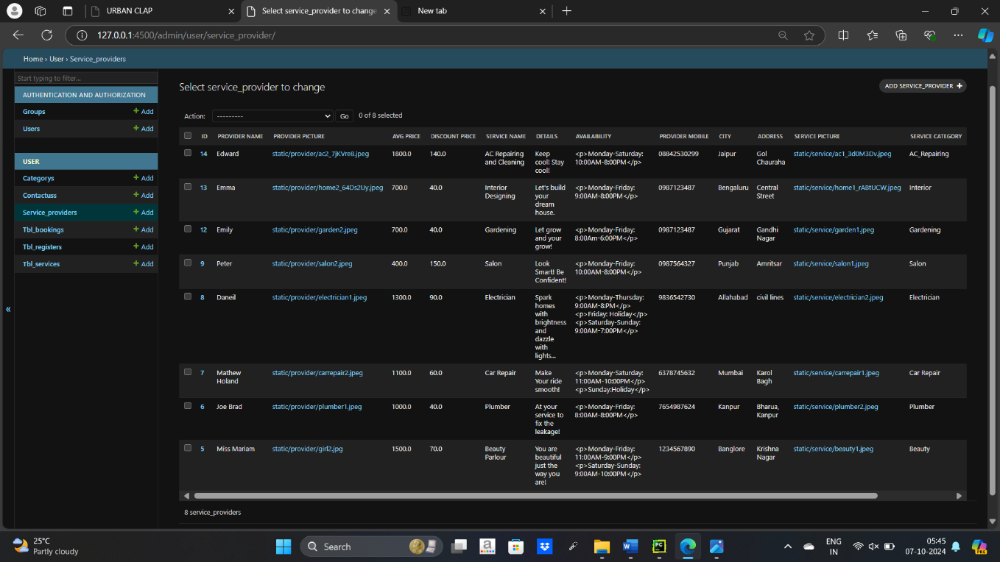 URBAN CLAP
Select service_provider to change
New tab
127.0.0.1:4500/admin/user/service_provider/
Home › User › Service_providers
Start typing to filter...
AUTHENTICATION AND AUTHORIZATION
Groups + Add
Users + Add
USER
Categorys + Add
Contactuss + Add
Service_providers + Add
Tbl_bookings + Add
Tbl_registers + Add
Tbl_services + Add
«
Select service_provider to change
ADD SERVICE_PROVIDER +
Action: --------- Go 0 of 8 selected
ID PROVIDER NAME PROVIDER PICTURE AVG PRICE DISCOUNT PRICE SERVICE NAME DETAILS AVAILABILITY PROVIDER MOBILE CITY ADDRESS SERVICE PICTURE SERVICE CATEGORY
14 Edward static/provider/ac2_7jKVre8.jpeg 1800.0 140.0 AC Repairing Keep <p>Monday-Saturday: 08842530299 Jaipur Gol static/service/ac1_3d0M3Dv.jpeg AC_Repairing
and Cleaning cool! Stay 10:00AM-8:00PM</p> Chauraha
cool!
13 Emma static/provider/home2_64Ds2Uy.jpeg 700.0 40.0 Interior Let's build <p>Monday-Friday: 0987123487 Bengaluru Central static/service/home1_rABtUCW.jpeg Interior
Designing your 9:00AM-8:00PM</p> Street
dream
house.
12 Emily static/provider/garden2.jpeg 700.0 40.0 Gardening Let grow <p>Monday-Friday: 0987123487 Gujarat Gandhi static/service/garden1.jpeg Gardening
and your 8:00Am-6:00PM</p> Nagar
grow!
9 Peter static/provider/salon2.jpeg 400.0 150.0 Salon Look <p>Monday-Friday: 0987564327 Punjab Amritsar static/service/salon1.jpeg Salon
Smart! Be 10:00AM-8:00PM</p>
Confident!
8 Daneil static/provider/electrician1.jpeg 1300.0 90.0 Electrician Spark <p>Monday-Thursday: 9836542730 Allahabad civil lines static/service/electrician2.jpeg Electrician
homes 9:00AM-8:PM</p>
with <p>Friday: Holiday</p>
brightness <p>Saturday-Sunday:
and 9:00AM-7:00PM</p>
dazzle
with
lights...
7 Mathew static/provider/carrepair2.jpeg 1100.0 60.0 Car Repair Make <p>Monday-Saturday: 6378745632 Mumbai Karol static/service/carrepair1.jpeg Car Repair
Holand Your ride 11:00AM-10:00PM</p> Bagh
smooth! <p>Sunday:Holiday</p>
6 Joe Brad static/provider/plumber1.jpeg 1000.0 40.0 Plumber At your <p>Monday-Friday: 7654987624 Kanpur Bharua, static/service/plumber2.jpeg Plumber
service to 8:00AM-8:00PM</p> Kanpur
fix the
leakage!
5 Miss Mariam static/provider/girl2.jpg 1500.0 70.0 Beauty You are <p>Monday-Friday: 1234567890 Banglore Krishna static/service/beauty1.jpeg Beauty
Parlour beautiful 11:00AM-9:00PM</p> Nagar
just the <p>Saturday-Sunday:
way you 9:00AM-10:00PM</p>
are!
8 service_providers
25°C
Partly cloudy
Search
a
PC
ENG
IN
05:45
07-10-2024
PRE